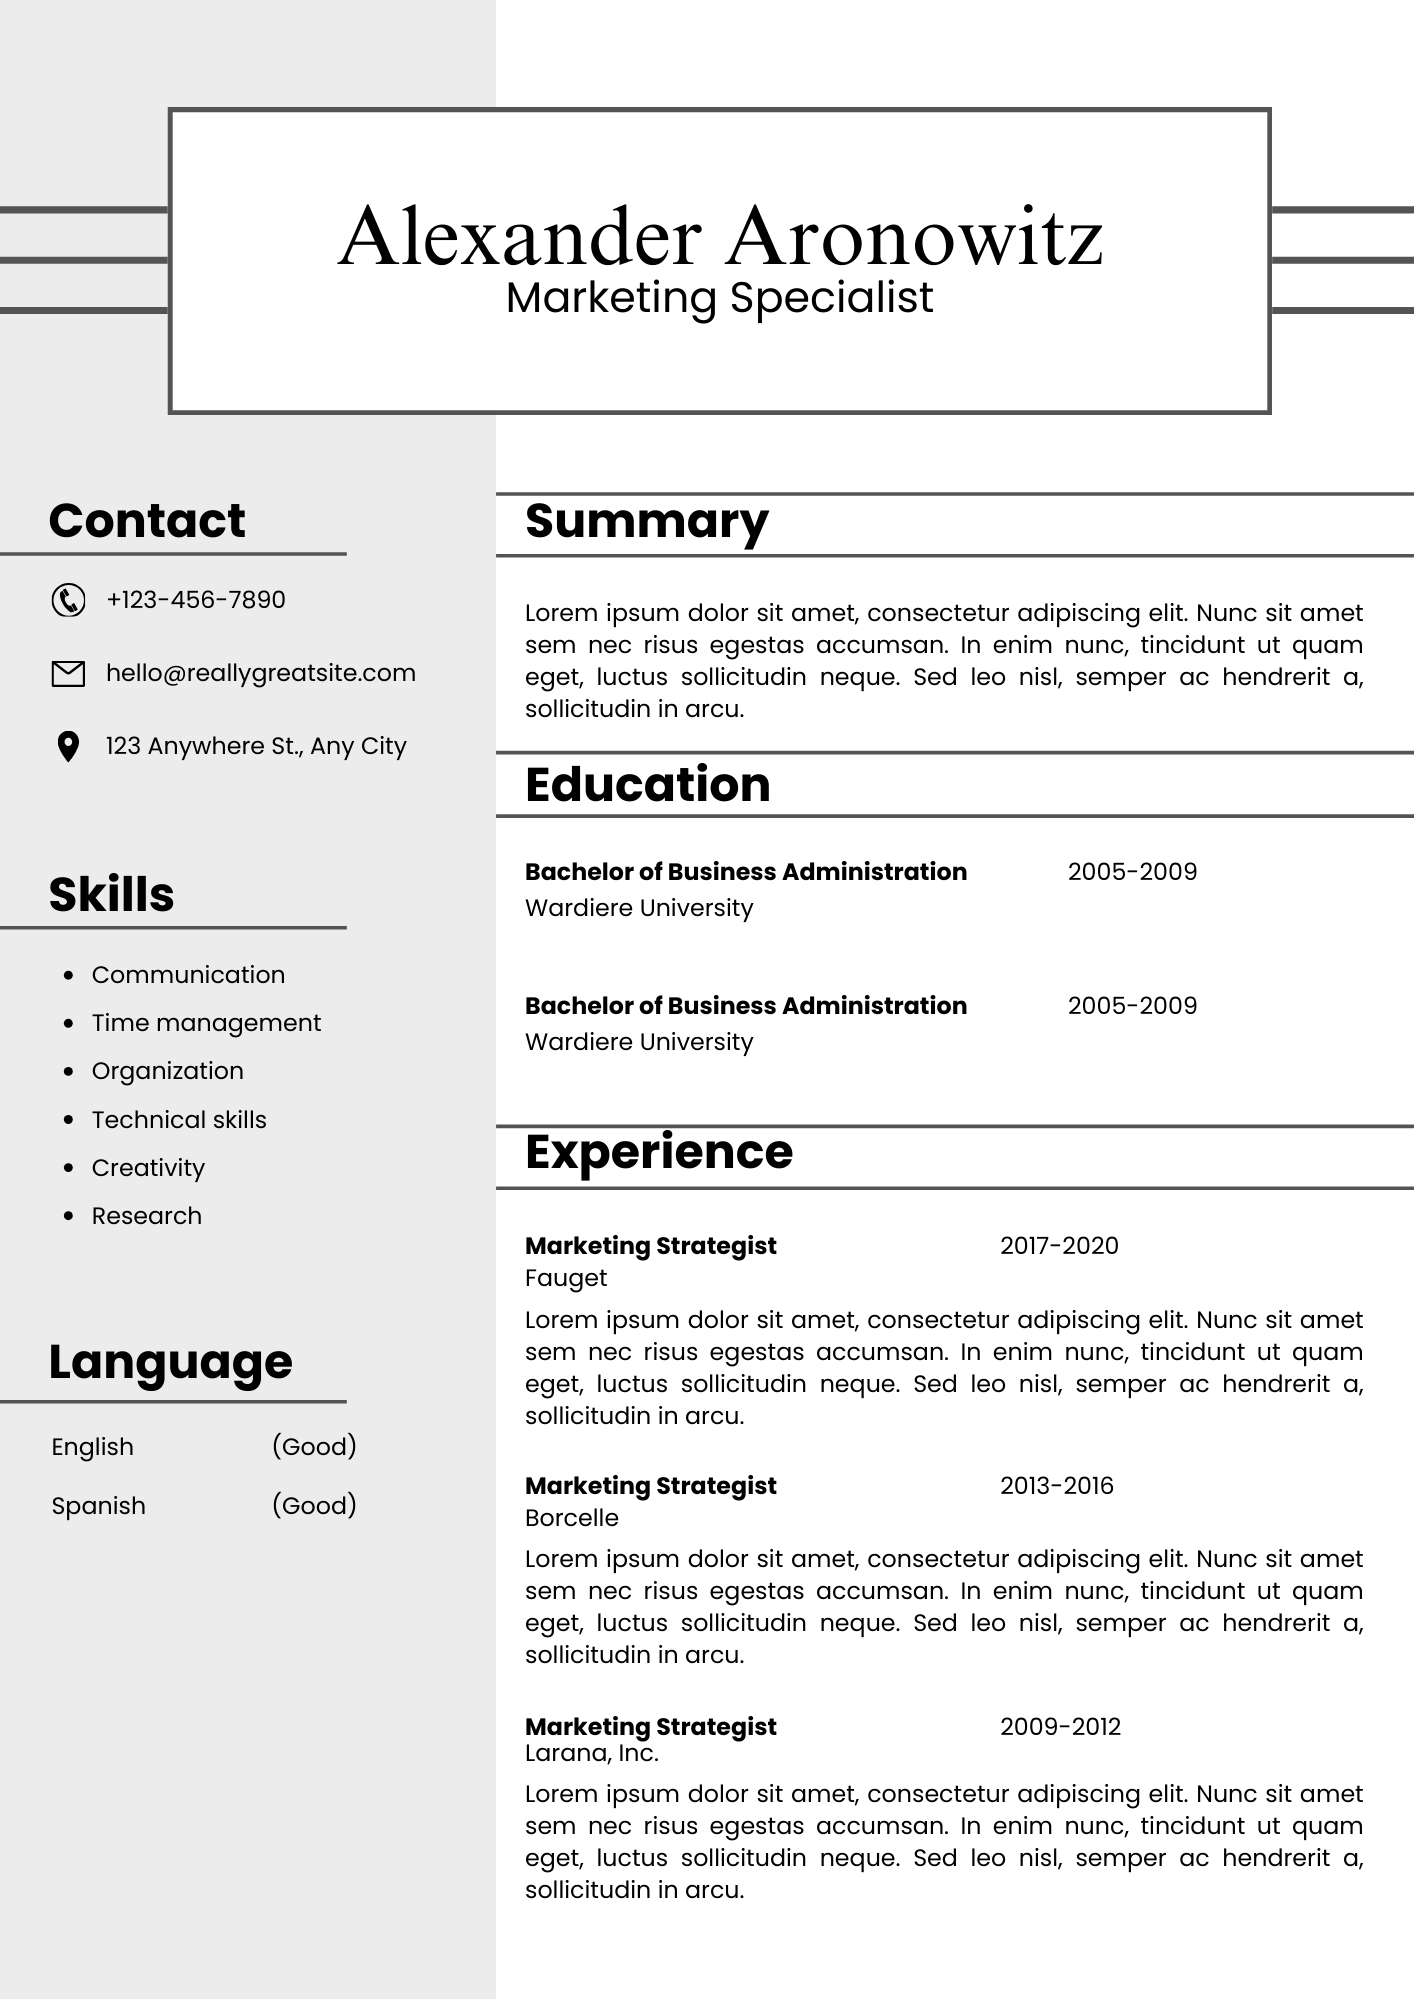 Alexander Aronowitz
Marketing Specialist
Contact
+123-456-7890
hello@reallygreatsite.com
123 Anywhere St., Any City
Skills
• Communication
• Time management
• Organization
• Technical skills
• Creativity
• Research
Language
English (Good)
Spanish (Good)
Summary
Lorem ipsum dolor sit amet, consectetur adipiscing elit. Nunc sit amet
sem nec risus egestas accumsan. In enim nunc, tincidunt ut quam
eget, luctus sollicitudin neque. Sed leo nisl, semper ac hendrerit a,
sollicitudin in arcu.
Education
Bachelor of Business Administration 2005-2009
Wardiere University
Bachelor of Business Administration 2005-2009
Wardiere University
Experience
Marketing Strategist 2017-2020
Fauget
Lorem ipsum dolor sit amet, consectetur adipiscing elit. Nunc sit amet
sem nec risus egestas accumsan. In enim nunc, tincidunt ut quam
eget, luctus sollicitudin neque. Sed leo nisl, semper ac hendrerit a,
sollicitudin in arcu.
Marketing Strategist 2013-2016
Borcelle
Lorem ipsum dolor sit amet, consectetur adipiscing elit. Nunc sit amet
sem nec risus egestas accumsan. In enim nunc, tincidunt ut quam
eget, luctus sollicitudin neque. Sed leo nisl, semper ac hendrerit a,
sollicitudin in arcu.
Marketing Strategist 2009-2012
Larana, Inc.
Lorem ipsum dolor sit amet, consectetur adipiscing elit. Nunc sit amet
sem nec risus egestas accumsan. In enim nunc, tincidunt ut quam
eget, luctus sollicitudin neque. Sed leo nisl, semper ac hendrerit a,
sollicitudin in arcu.